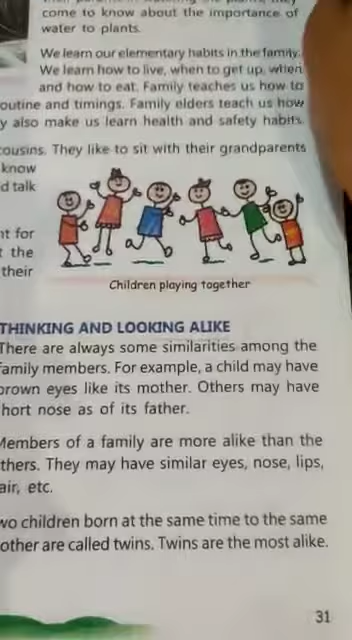 come to know about the importance of
water to plants.
We learn our elementary habits in the family.
We learn how to live, when to get up, when
and how to eat. Family teaches us how to
outine and timings. Family elders teach us how
y also make us learn health and safety habits.
cousins. They like to sit with their grandparents
know
d talk
nt for
t the
their
Children playing together
THINKING AND LOOKING ALIKE
There are always some similarities among the
family members. For example, a child may have
brown eyes like its mother. Others may have
hort nose as of its father.
Members of a family are more alike than the
thers. They may have similar eyes, nose, lips,
air, etc.
wo children born at the same time to the same
other are called twins. Twins are the most alike.
31